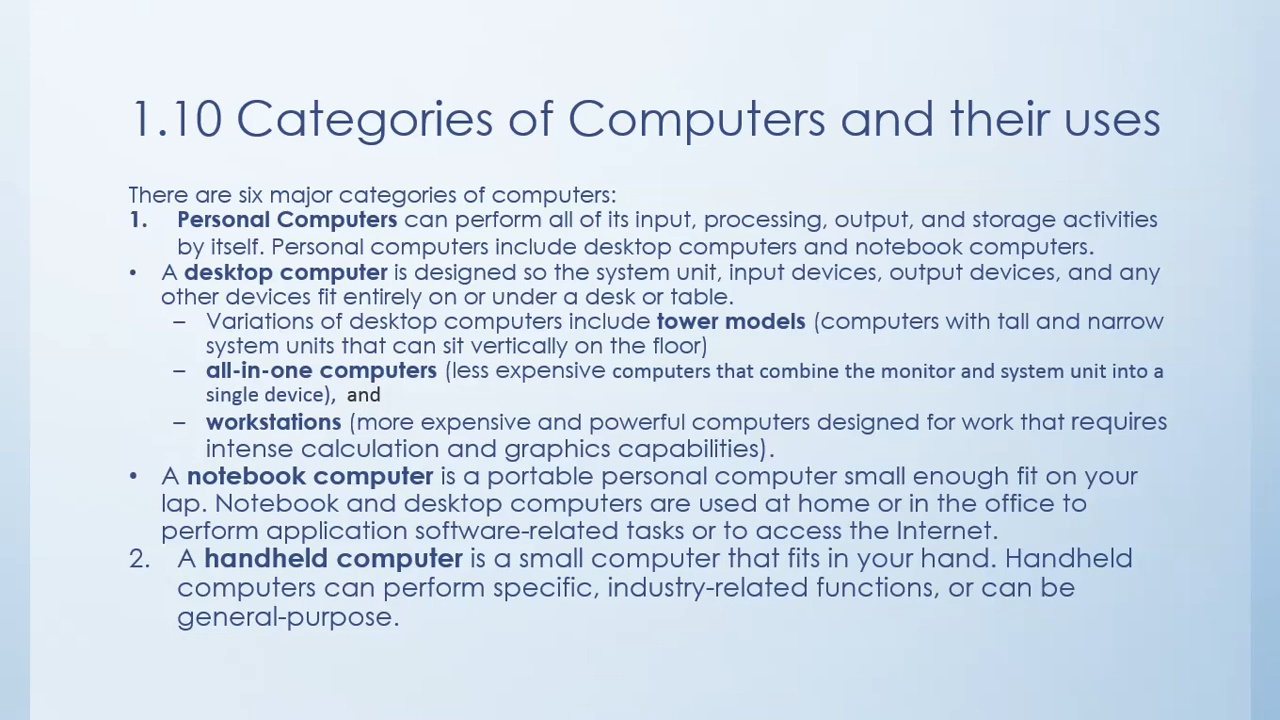 1.10 Categories of Computers and their uses
There are six major categories of computers:
1. Personal Computers can perform all of its input, processing, output, and storage activities
by itself. Personal computers include desktop computers and notebook computers.
• A desktop computer is designed so the system unit, input devices, output devices, and any
other devices fit entirely on or under a desk or table.
– Variations of desktop computers include tower models (computers with tall and narrow
system units that can sit vertically on the floor)
– all-in-one computers (less expensive computers that combine the monitor and system unit into a
single device), and
– workstations (more expensive and powerful computers designed for work that requires
intense calculation and graphics capabilities).
• A notebook computer is a portable personal computer small enough fit on your
lap. Notebook and desktop computers are used at home or in the office to
perform application software-related tasks or to access the Internet.
2. A handheld computer is a small computer that fits in your hand. Handheld
computers can perform specific, industry-related functions, or can be
general-purpose.